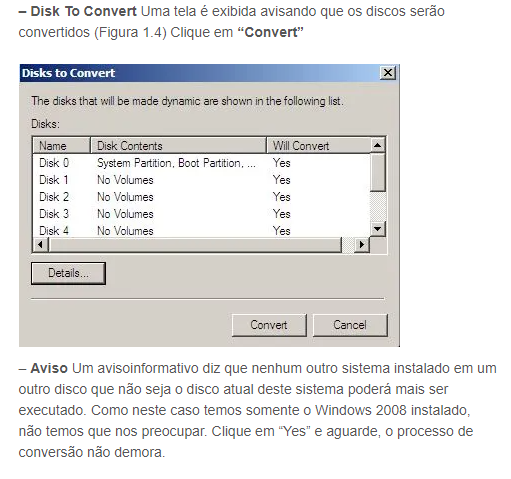 – Disk To Convert Uma tela é exibida avisando que os discos serão
convertidos (Figura 1.4) Clique em “Convert”
Disks to Convert
The disks that will be made dynamic are shown in the following list.
Disks:
Name Disk Contents Will Convert
Disk 0 System Partition, Boot Partition, ... Yes
Disk 1 No Volumes Yes
Disk 2 No Volumes Yes
Disk 3 No Volumes Yes
Disk 4 No Volumes Yes
Details...
Convert Cancel
– Aviso Um avisoinformativo diz que nenhum outro sistema instalado em um
outro disco que não seja o disco atual deste sistema poderá mais ser
executado. Como neste caso temos somente o Windows 2008 instalado,
não temos que nos preocupar. Clique em “Yes” e aguarde, o processo de
conversão não demora.